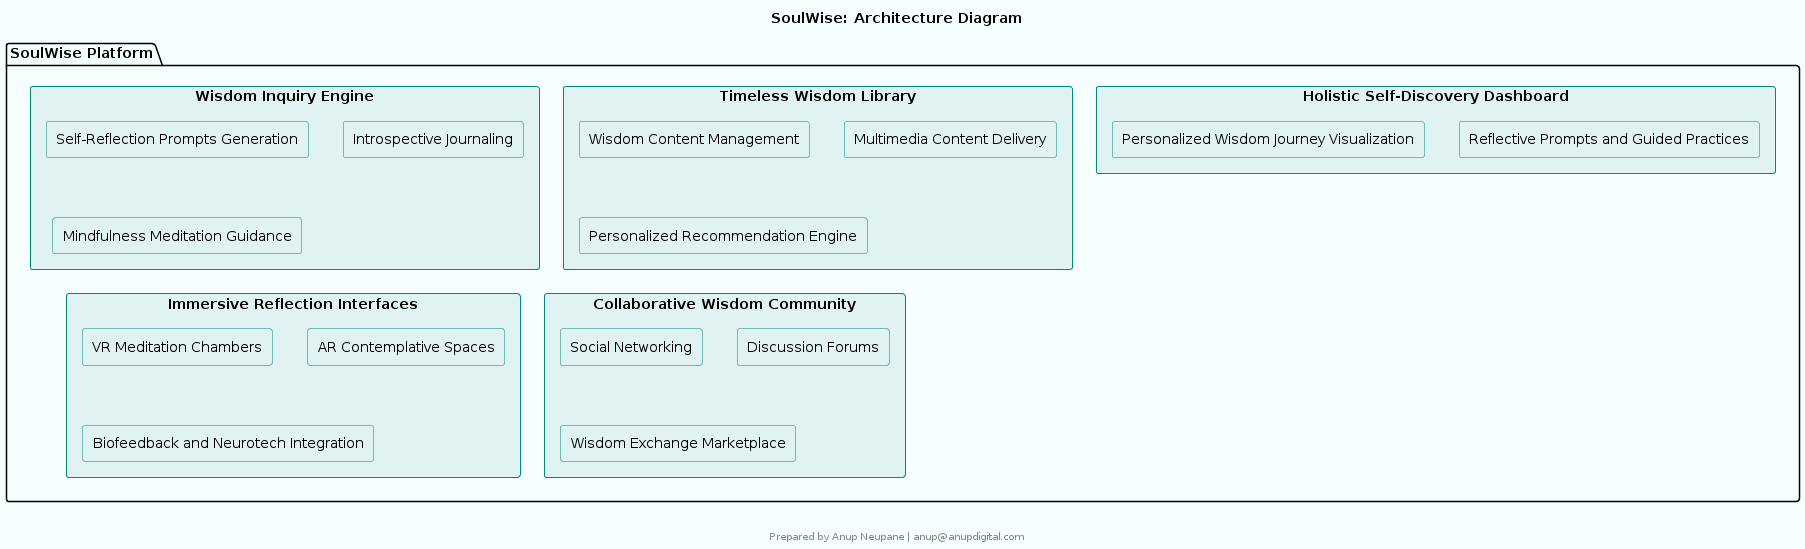 SoulWise: Architecture Diagram
SoulWise Platform
Wisdom Inquiry Engine
Self-Reflection Prompts Generation
Introspective Journaling
Mindfulness Meditation Guidance
Timeless Wisdom Library
Wisdom Content Management
Multimedia Content Delivery
Personalized Recommendation Engine
Holistic Self-Discovery Dashboard
Personalized Wisdom Journey Visualization
Reflective Prompts and Guided Practices
Immersive Reflection Interfaces
VR Meditation Chambers
AR Contemplative Spaces
Biofeedback and Neurotech Integration
Collaborative Wisdom Community
Social Networking
Discussion Forums
Wisdom Exchange Marketplace
Prepared by Anup Neupane | anup@anupdigital.com